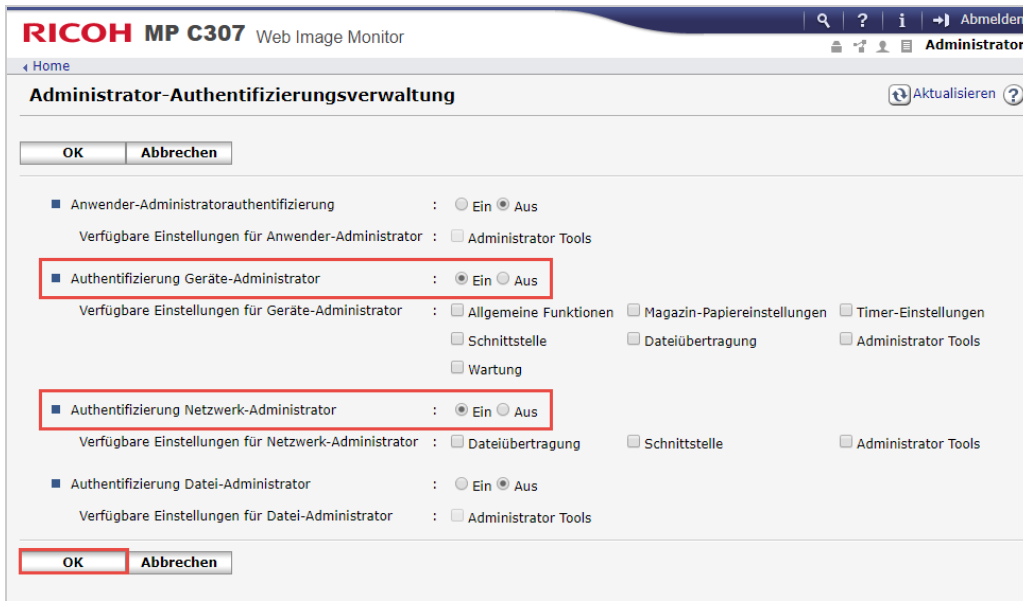 RICOH MP C307 Web Image Monitor
? i Abmelden
Administrator
Home
Administrator-Authentifizierungsverwaltung Aktualisieren ?
OK Abbrechen
Anwender-Administratorauthentifizierung : Ein Aus
Verfügbare Einstellungen für Anwender-Administrator : Administrator Tools
Authentifizierung Geräte-Administrator : Ein Aus
Verfügbare Einstellungen für Geräte-Administrator : Allgemeine Funktionen Magazin-Papiereinstellungen Timer-Einstellungen
Schnittstelle Dateiübertragung Administrator Tools
Wartung
Authentifizierung Netzwerk-Administrator : Ein Aus
Verfügbare Einstellungen für Netzwerk-Administrator : Dateiübertragung Schnittstelle Administrator Tools
Authentifizierung Datei-Administrator : Ein Aus
Verfügbare Einstellungen für Datei-Administrator : Administrator Tools
OK Abbrechen